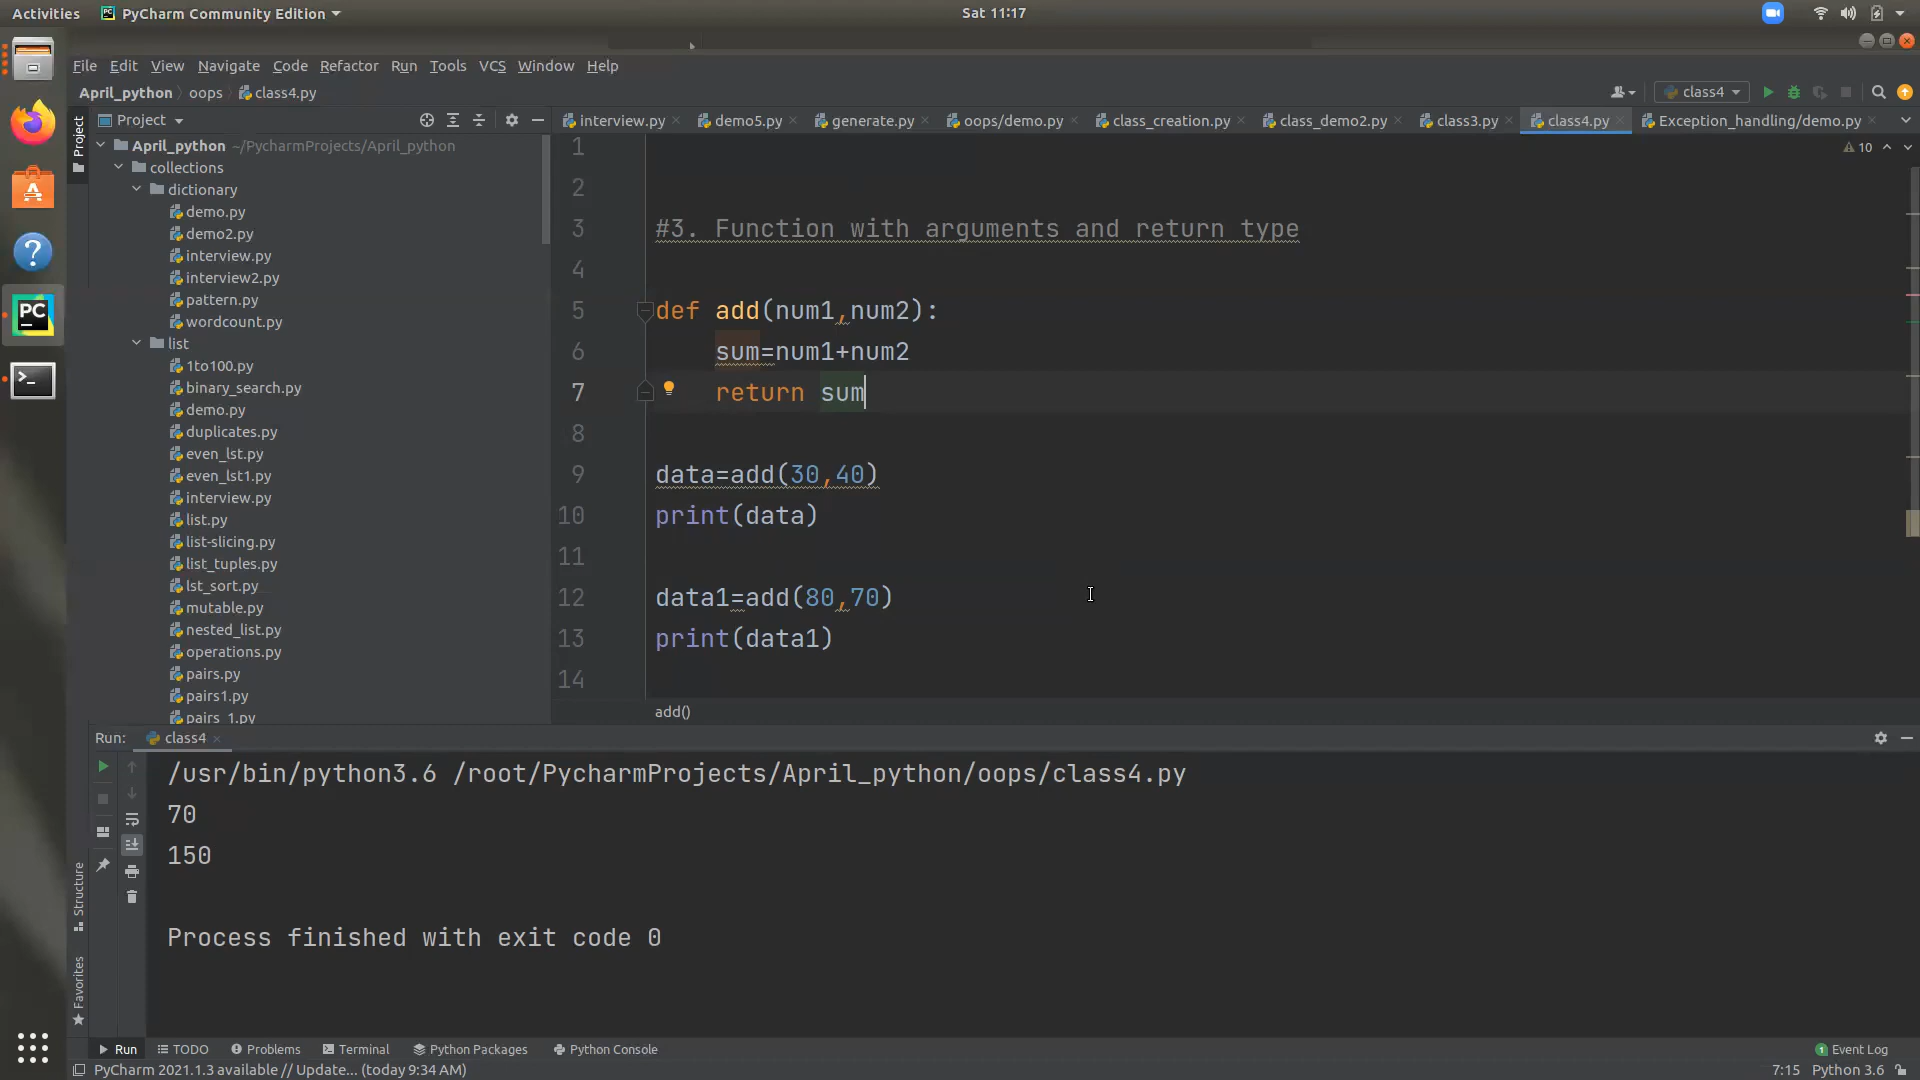 Activities PyCharm Community Edition Sat 11:17
File Edit View Navigate Code Refactor Run Tools VCS Window Help
April_python oops class4.py class4
Project interview.py demo5.py generate.py oops/demo.py class_creation.py class_demo2.py class3.py class4.py Exception_handling/demo.py
Project
April_python ~/PycharmProjects/April_python
collections
dictionary
demo.py
demo2.py
interview.py
interview2.py
pattern.py
wordcount.py
list
1to100.py
binary_search.py
demo.py
duplicates.py
even_lst.py
even_lst1.py
interview.py
list.py
list-slicing.py
list_tuples.py
lst_sort.py
mutable.py
nested_list.py
operations.py
pairs.py
pairs1.py
pairs_1.py
10
1
2
3 #3. Function with arguments and return type
4
5 def add(num1,num2):
6 sum=num1+num2
7 return sum
8
9 data=add(30,40)
10 print(data)
11
12 data1=add(80,70)
13 print(data1)
14
add()
Run: class4
/usr/bin/python3.6 /root/PycharmProjects/April_python/oops/class4.py
70
150
Process finished with exit code 0
Structure
Favorites
Run TODO Problems Terminal Python Packages Python Console 1 Event Log
PyCharm 2021.1.3 available // Update... (today 9:34 AM) 7:15 Python 3.6